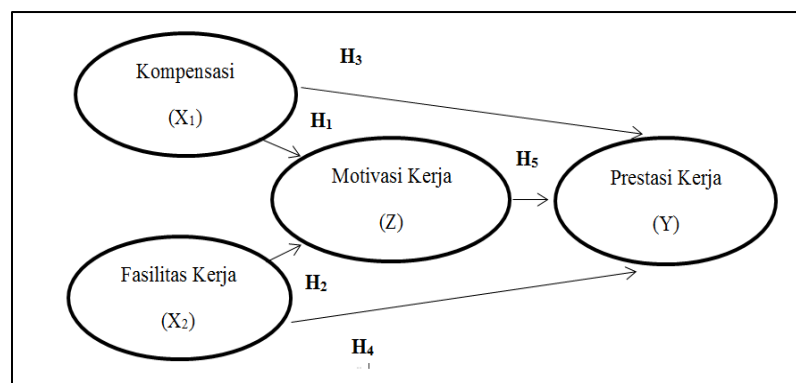 H₃
Kompensasi
(X₁)
H₁
Motivasi Kerja
(Z)
H₅
Prestasi Kerja
(Y)
Fasilitas Kerja
(X₂)
H₂
H₄